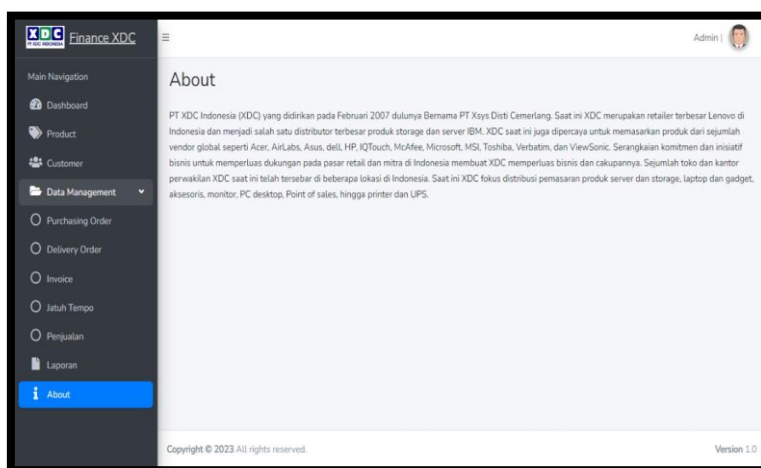 XDC
PT XDC INDONESIA
Finance XDC
Admin |
Main Navigation
Dashboard
Product
Customer
Data Management
Purchasing Order
Delivery Order
Invoice
Jatuh Tempo
Penjualan
Laporan
About
About
PT XDC Indonesia (XDC) yang didirikan pada Februari 2007 dulunya Bernama PT Xsys Disti Cemerlang. Saat ini XDC merupakan retailer terbesar Lenovo di
Indonesia dan menjadi salah satu distributor terbesar produk storage dan server IBM. XDC saat ini juga dipercaya untuk memasarkan produk dari sejumlah
vendor global seperti Acer, AirLabs, Asus, dell, HP, IQTouch, McAfee, Microsoft, MSI, Toshiba, Verbatim, dan ViewSonic. Serangkaian komitmen dan inisiatif
bisnis untuk memperluas dukungan pada pasar retail dan mitra di Indonesia membuat XDC memperluas bisnis dan cakupannya. Sejumlah toko dan kantor
perwakilan XDC saat ini telah tersebar di beberapa lokasi di Indonesia. Saat ini XDC fokus distribusi pemasaran produk server dan storage, laptop dan gadget,
aksesoris, monitor, PC desktop, Point of sales, hingga printer dan UPS.
Copyright © 2023 All rights reserved.
Version 1.0